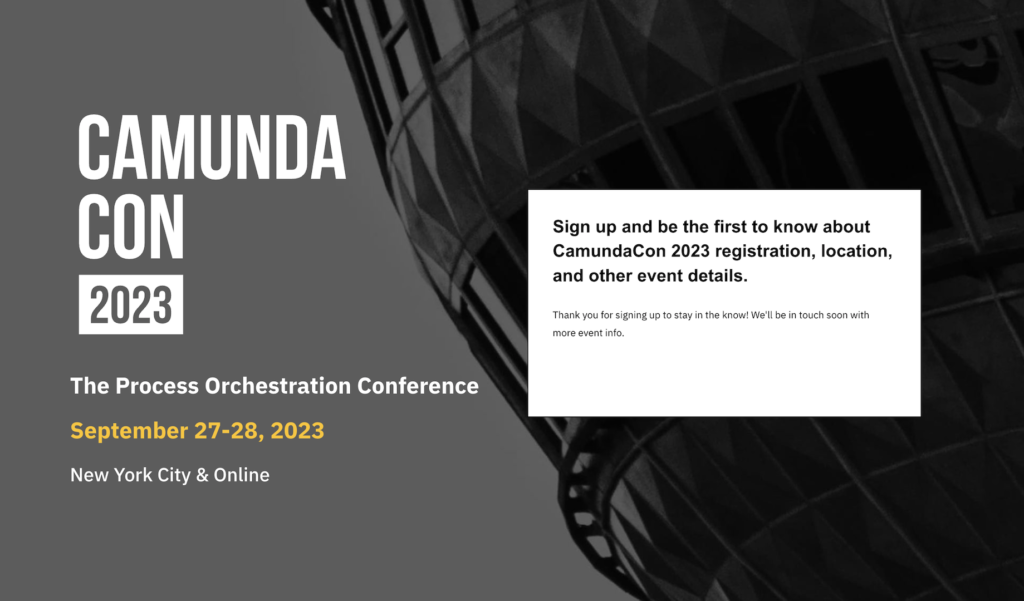 CAMUNDA
CON
2023
The Process Orchestration Conference
September 27-28, 2023
New York City & Online
Sign up and be the first to know about
CamundaCon 2023 registration, location,
and other event details.
Thank you for signing up to stay in the know! We'll be in touch soon with
more event info.